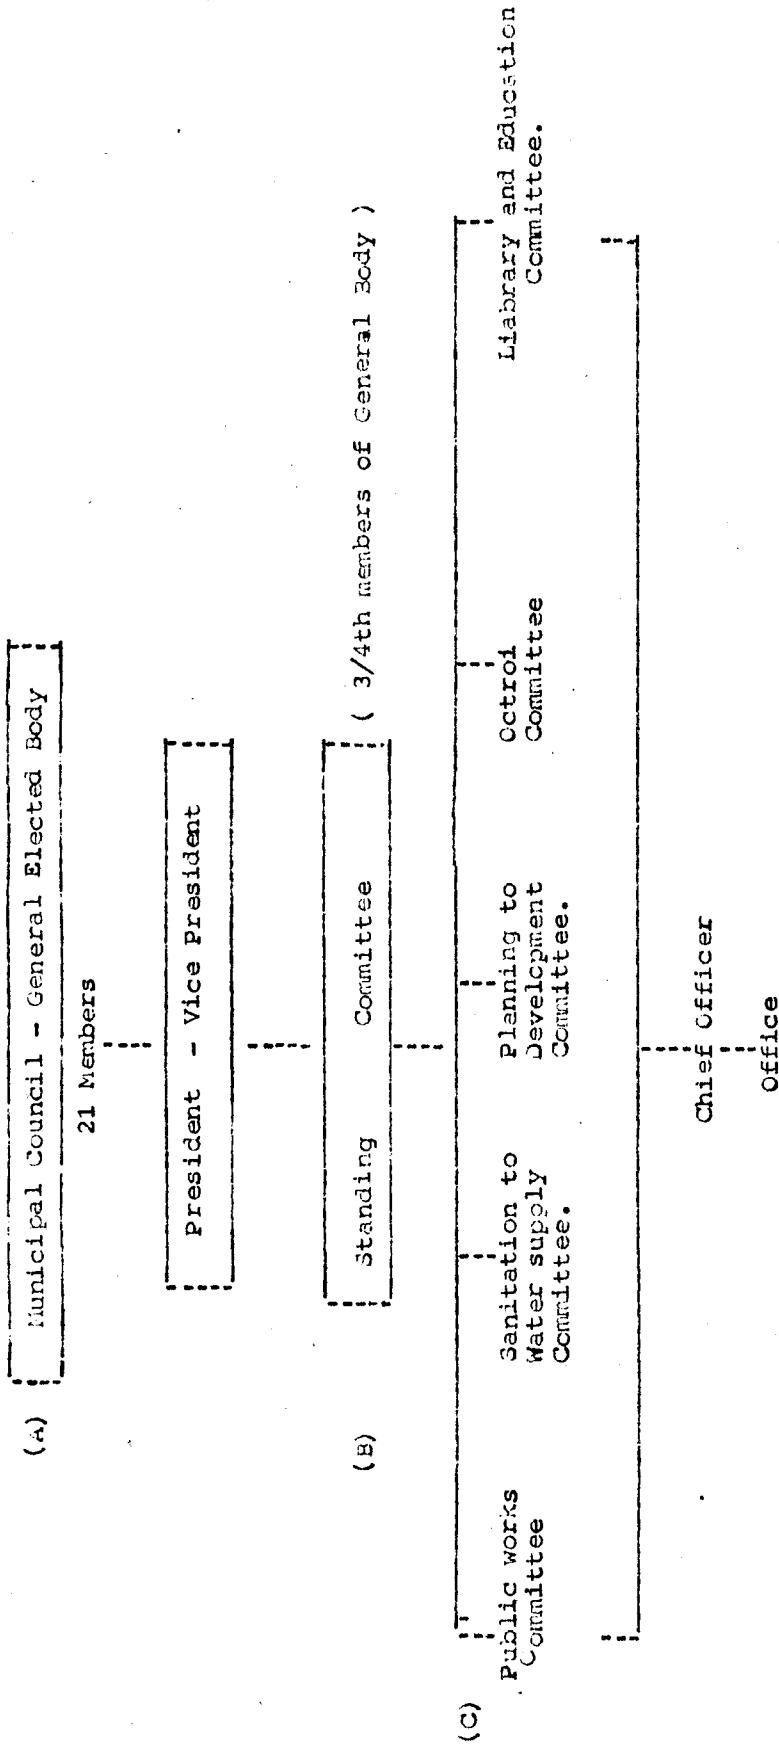 (A)
Municipal Council - General Elected Body
21 Members
President - Vice President
(B)
Standing Committee
( 3/4th members of General Body )
(C)
Public works
Committee
Sanitation to
Water supply
Committee.
Planning to
Development
Committee.
Octroi
Committee
Liabrary and Education
Committee.
Chief Officer
Office